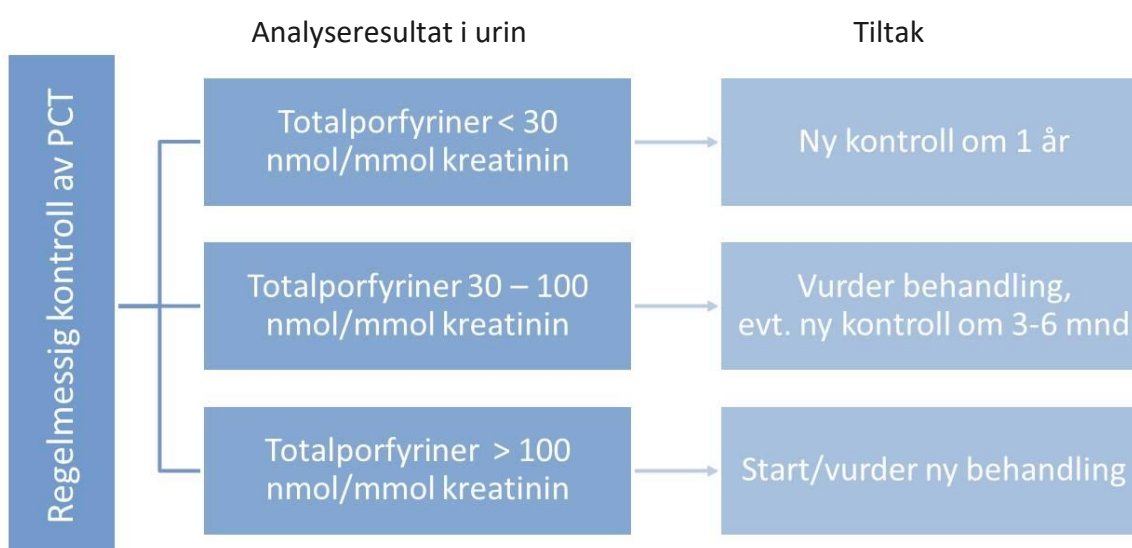 Analyseresultat i urin
Tiltak
Regelmessig kontroll av PCT
Totalporfyriner < 30
nmol/mmol kreatinin
Ny kontroll om 1 år
Totalporfyriner 30 – 100
nmol/mmol kreatinin
Vurder behandling,
evt. ny kontroll om 3-6 mnd
Totalporfyriner > 100
nmol/mmol kreatinin
Start/vurder ny behandling